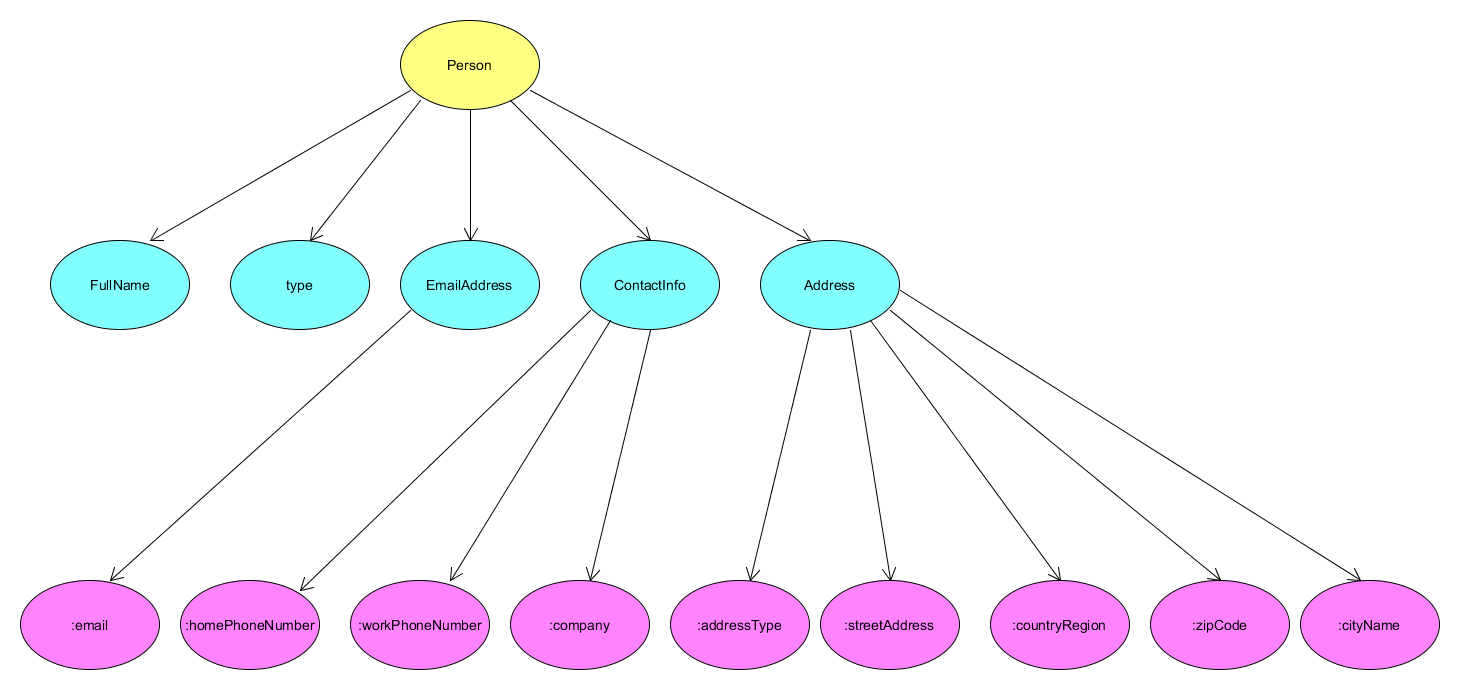 Person
FullName
type
EmailAddress
ContactInfo
Address
:email
:homePhoneNumber
:workPhoneNumber
:company
:addressType
:streetAddress
:countryRegion
:zipCode
:cityName